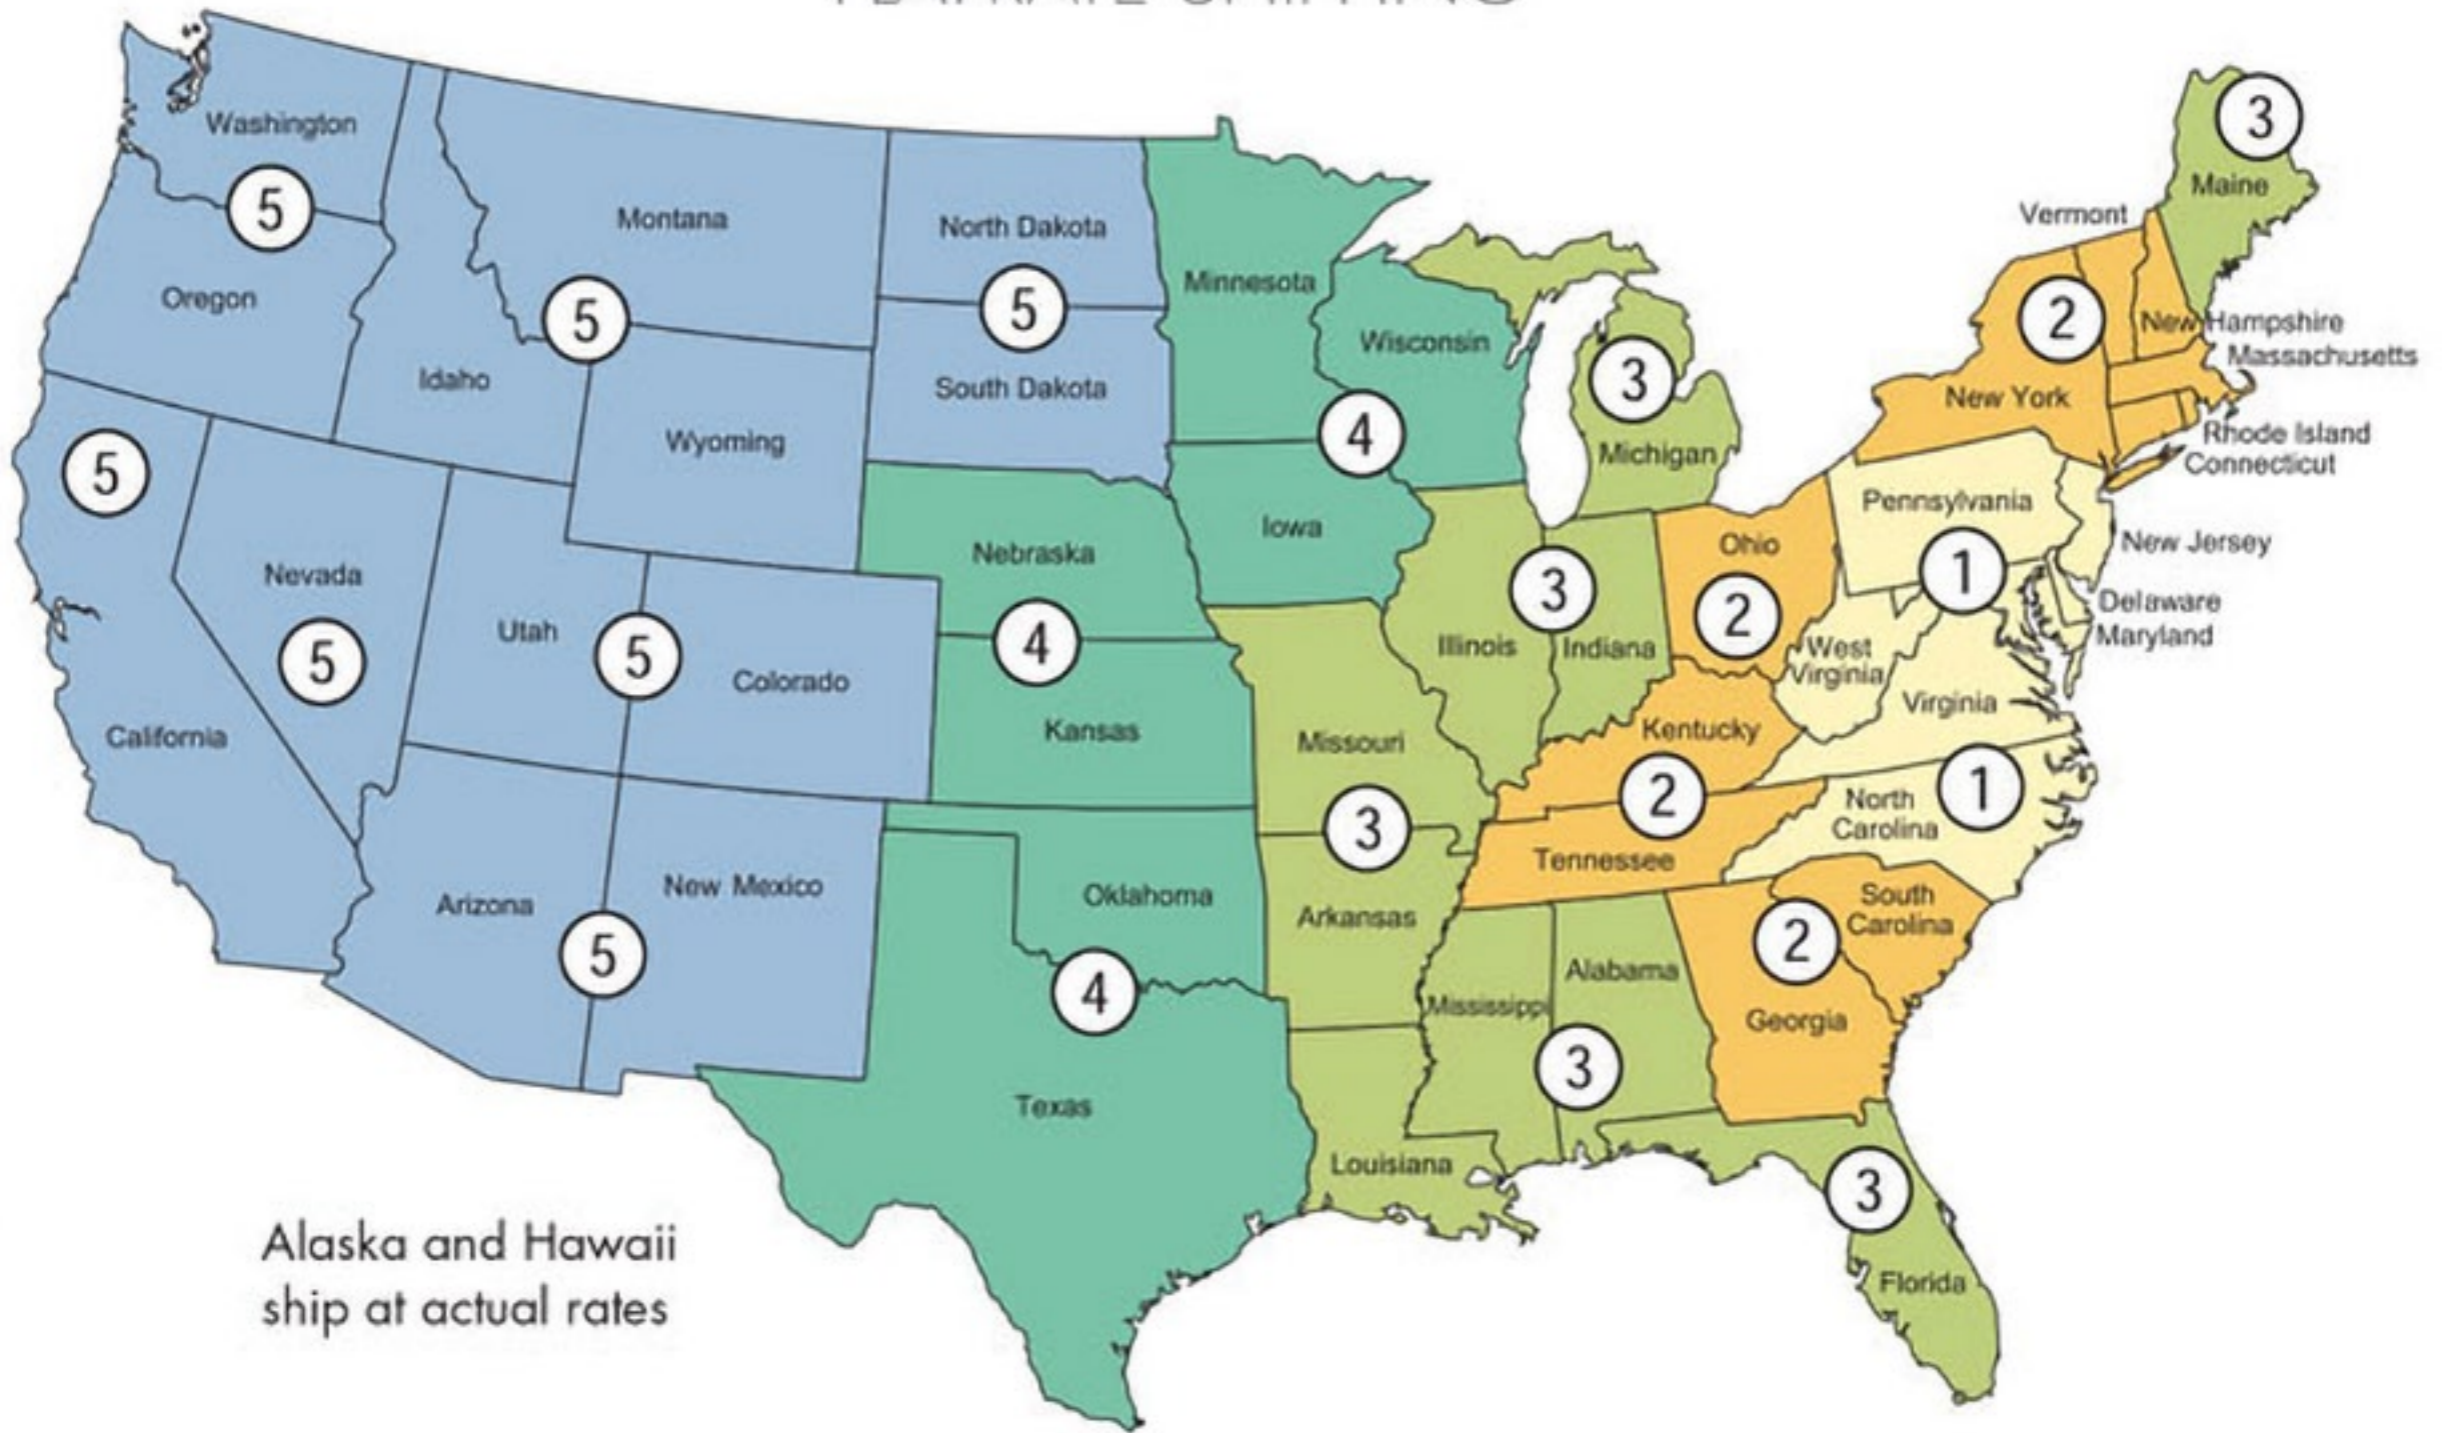 Washington
5
Oregon
Montana
5
Idaho
Wyoming
North Dakota
5
South Dakota
Minnesota
Wisconsin
4
Iowa
5
Nevada
5
California
Utah
5
Colorado
Arizona
5
New Mexico
Nebraska
4
Kansas
Oklahoma
4
Texas
3
Michigan
3
Illinois
Indiana
Missouri
3
Arkansas
Mississippi
Alabama
3
Louisiana
3
Maine
Vermont
2
New Hampshire
Massachusetts
New York
Rhode Island
Connecticut
Pennsylvania
1
New Jersey
Delaware
Maryland
Ohio
2
West
Virginia
Virginia
Kentucky
2
Tennessee
North
Carolina
1
South
Carolina
2
Georgia
3
Florida
Alaska and Hawaii
ship at actual rates